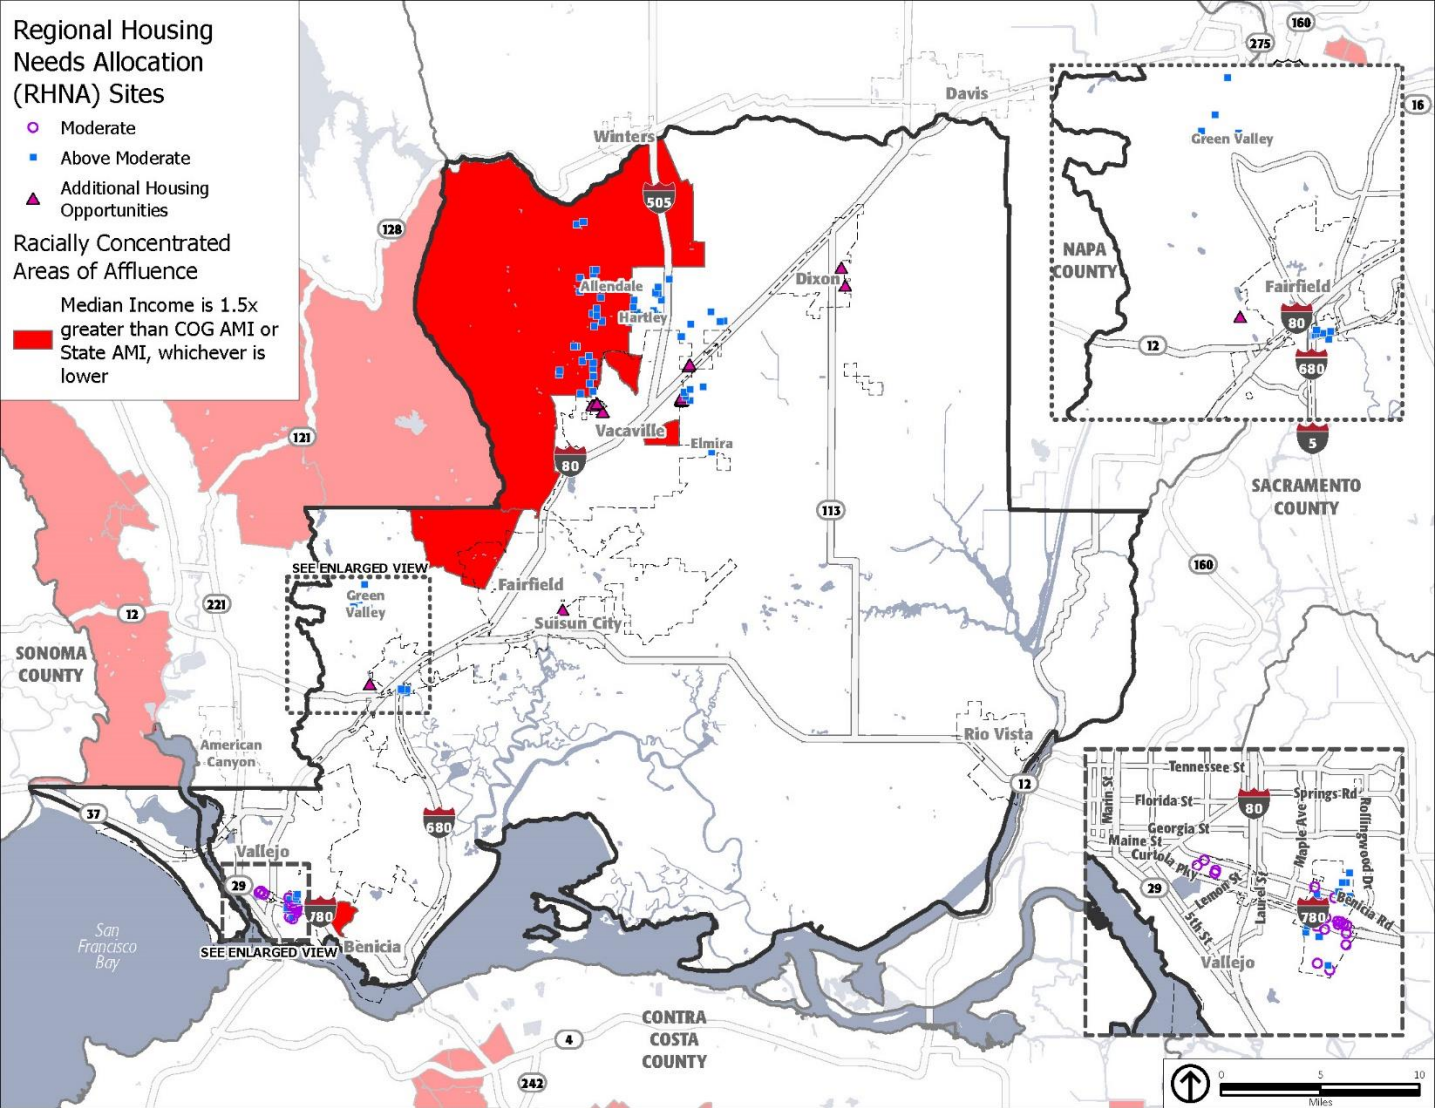 Regional Housing
Needs Allocation
(RHNA) Sites
Moderate
Above Moderate
Additional Housing
Opportunities
Racially Concentrated
Areas of Affluence
Median Income is 1.5x
greater than COG AMI or
State AMI, whichever is
lower
160
275
16
Davis
Winters
505
128
Allendale
Hartley
Dixon
Vacaville
Elmira
80
121
113
SEE ENLARGED VIEW
Green
Valley
Fairfield
Suisun City
12
221
SONOMA
COUNTY
American
Canyon
Rio Vista
12
37
680
Vallejo
29
780
Benicia
SEE ENLARGED VIEW
San
Francisco
Bay
CONTRA
COSTA
COUNTY
4
242
Green Valley
NAPA
COUNTY
Fairfield
80
12
680
5
SACRAMENTO
COUNTY
160
Tennessee St
Marin St
Florida St
80
Springs Rd
Georgia St
Maine St
Maple Ave
Rollingwood Dr
Curtola Pky
29
Lemon St
Laurel St
780
Benicia Rd
5th St
Vallejo
0 5 10
Miles